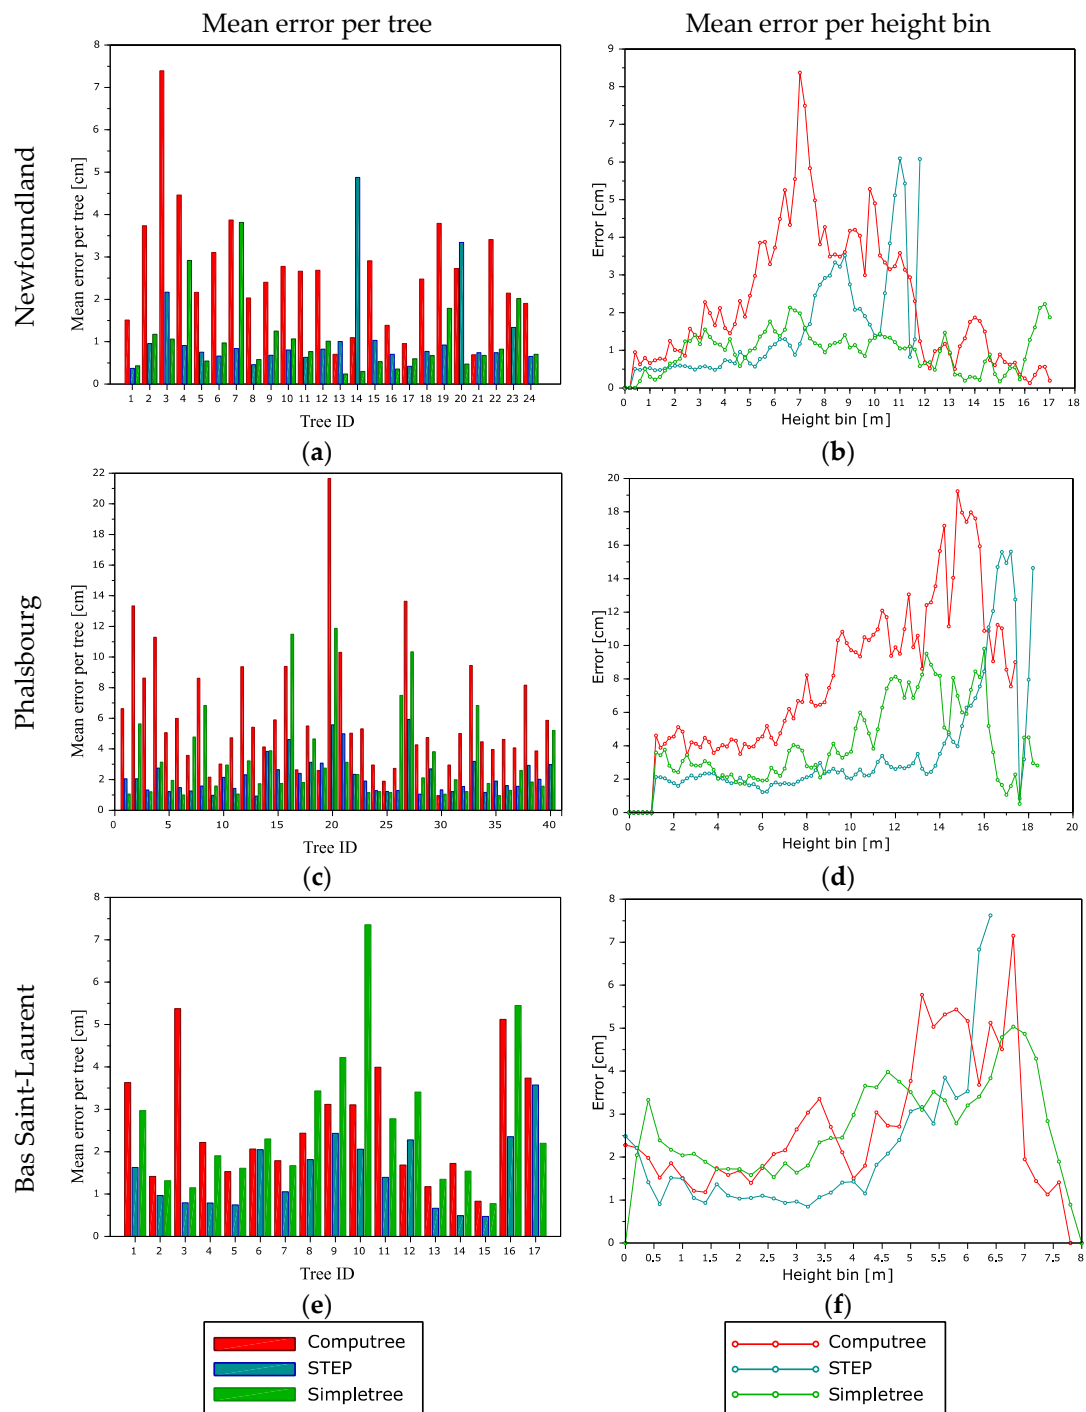 Mean error per tree
Mean error per height bin
Newfoundland
Mean error per tree [cm]
8
7
6
5
4
3
2
1
0
1 2 3 4 5 6 7 8 9 10 11 12 13 14 15 16 17 18 19 20 21 22 23 24
Tree ID
(a)
Error [cm]
9
8
7
6
5
4
3
2
1
0
0 1 2 3 4 5 6 7 8 9 10 11 12 13 14 15 16 17 18
Height bin [m]
(b)
Phalsbourg
Mean error per tree [cm]
22
22
20
18
16
14
12
10
8
6
4
2
0
0 5 10 15 20 25 30 35 40
Tree ID
(c)
Error [cm]
20
18
16
14
12
10
8
6
4
2
0
0 2 4 6 8 10 12 14 16 18 20
Height bin [m]
(d)
Bas Saint-Laurent
Mean error per tree [cm]
8
7
6
5
4
3
2
1
0
1 2 3 4 5 6 7 8 9 10 11 12 13 14 15 16 17
Tree ID
(e)
Error [cm]
8
7
6
5
4
3
2
1
0
0 0,5 1 1,5 2 2,5 3 3,5 4 4,5 5 5,5 6 6,5 7 7,5 8
Height bin [m]
(f)
Computree
STEP
Simpletree
Computree
STEP
Simpletree